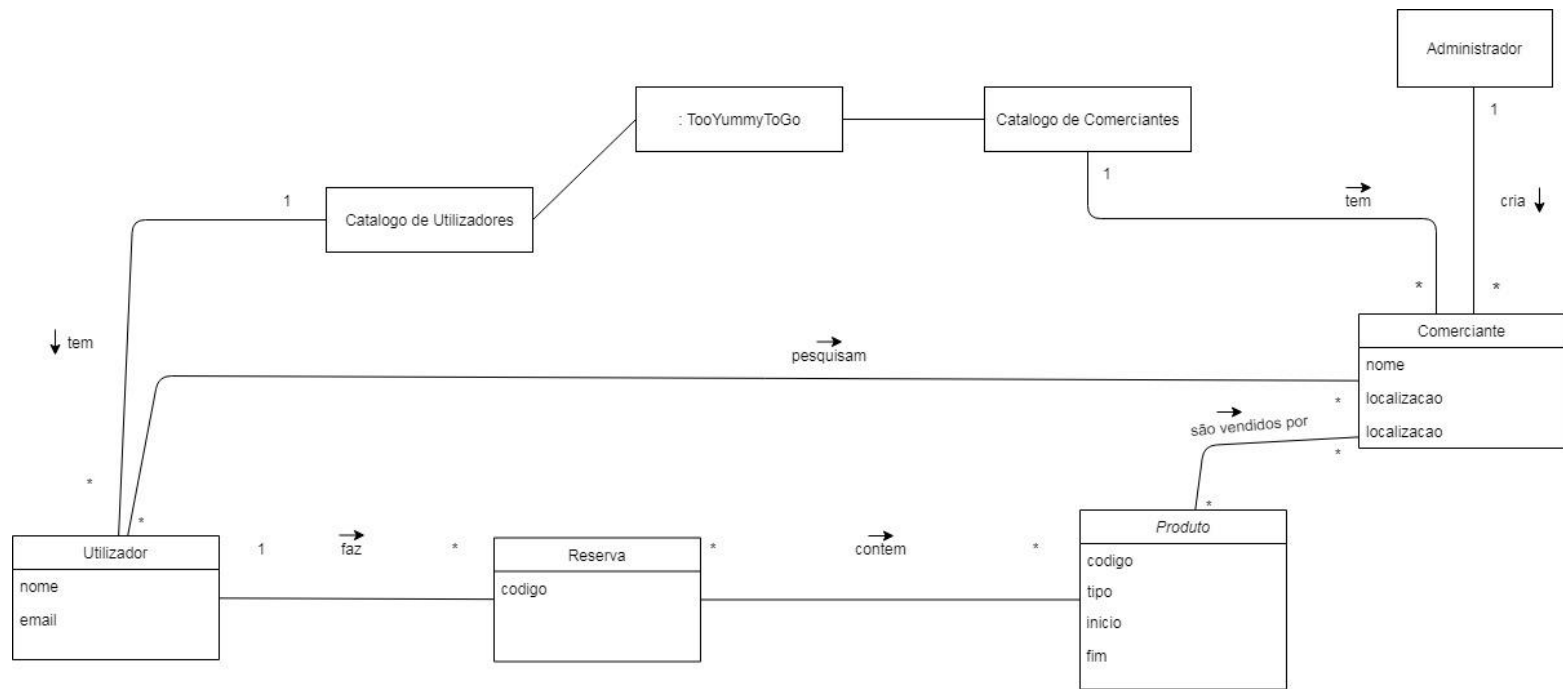 Administrador
: TooYummyToGo
Catalogo de Comerciantes
1
1
tem
cria
1
Catalogo de Utilizadores
*
*
tem
pesquisam
Comerciante
nome
localizacao
localizacao
*
são vendidos por
*
*
*
*
Utilizador
nome
email
1
faz
*
Reserva
codigo
*
contem
*
Produto
codigo
tipo
inicio
fim